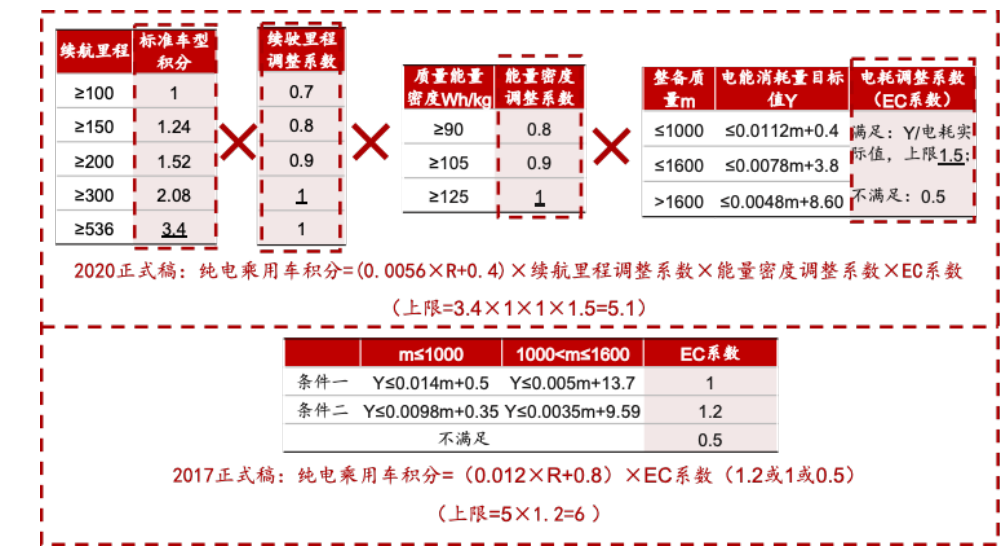 续航里程 标准车型积分
≥100 1
≥150 1.24
≥200 1.52
≥300 2.08
≥536 3.4
×
续驶里程调整系数
0.7
0.8
0.9
1
1
×
质量能量密度Wh/kg 能量密度调整系数
≥90 0.8
≥105 0.9
≥125 1
×
整备质量m 电能消耗量目标值Y 电耗调整系数（EC系数）
≤1000 ≤0.0112m+0.4
≤1600 ≤0.0078m+3.8
>1600 ≤0.0048m+8.60
满足：Y/电耗实际值，上限1.5；
不满足：0.5
2020正式稿：纯电乘用车积分=(0.0056×R+0.4)×续航里程调整系数×能量密度调整系数×EC系数
（上限=3.4×1×1×1.5=5.1）
m≤1000 1000<m≤1600 EC系数
条件一 Y≤0.014m+0.5 Y≤0.005m+13.7 1
条件二 Y≤0.0098m+0.35 Y≤0.0035m+9.59 1.2
不满足 0.5
2017正式稿：纯电乘用车积分=（0.012×R+0.8）×EC系数（1.2或1或0.5）
（上限=5×1.2=6）